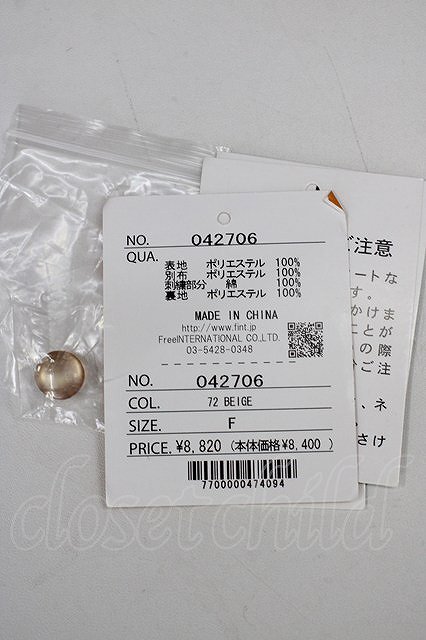 NO. 042706
QUA.
表地 ポリエステル 100%
別布 ポリエステル 100%
刺繍部分 綿 100%
裏地 ポリエステル 100%
MADE IN CHINA
http://www.fint.jp
FreeINTERNATIONAL CO.,LTD.
03-5428-0348
NO. 042706
COL. 72 BEIGE
SIZE. F
PRICE. ¥8,820 (本体価格¥8,400 )
7700000474094
ご注意
ートな
す。
かけま
ことが
の際
ご注
、ネ
さけ
closet child